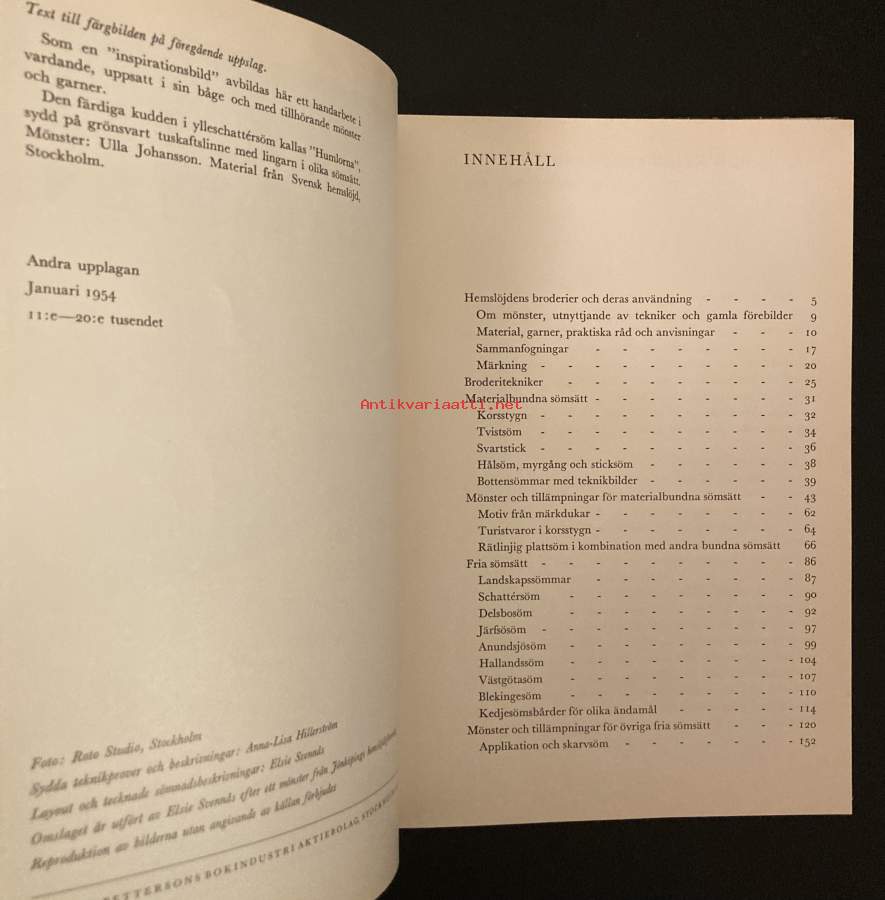 Text till färgbilden på föregående uppslag.
Som en "inspirationsbild" avbildas här ett handarbete i
vardande, uppsatt i sin båge och med tillhörande mönster
och garner.
Den färdiga kudden i ylleschattérsöm kallas "Humlorna",
sydd på grönsvart tuskaftslinne med lingarn i olika sömsätt.
Mönster: Ulla Johansson. Material från Svensk hemslöjd,
Stockholm.
Andra upplagan
Januari 1954
11:e—20:e tusendet
Foto: Roto Studio, Stockholm
Sydda teknikprover och beskrivningar: Anna-Lisa Hillerström
Layout och tecknade sömnadsbeskrivningar: Elsie Svennås
Omslaget är utfört av Elsie Svennås efter ett mönster från Jönköpings
Reproduktion av bilderna utan angivande av källan förbjudes
PETTERSONS BOKINDUSTRI AKTIEBOLAG,
INNEHÅLL
Hemslöjdens broderier och deras användning - - - - 5
Om mönster, utnyttjande av tekniker och gamla förebilder 9
Material, garner, praktiska råd och anvisningar - - - 10
Sammanfogningar - - - - - - - - 17
Märkning - - - - - - - - - - 20
Broderitekniker - - - - - - - - - 25
Materialbundna sömsätt - - - - - - - - 31
Korsstygn - - - - - - - - - - 32
Tvistsöm - - - - - - - - - - 34
Svartstick - - - - - - - - - - 36
Hålsöm, myrgång och sticksöm - - - - - - 38
Bottensömmar med teknikbilder - - - - - - 39
Mönster och tillämpningar för materialbundna sömsätt - - 43
Motiv från märkdukar - - - - - - - - 62
Turistvaror i korsstygn - - - - - - - - 64
Rätlinjig plattsöm i kombination med andra bundna sömsätt 66
Fria sömsätt - - - - - - - - - - 86
Landskapssömmar - - - - - - - - 87
Schattérsöm - - - - - - - - - 90
Delsbosöm - - - - - - - - - 92
Järfsösöm - - - - - - - - - - 97
Anundsjösöm - - - - - - - - - 99
Hallandssöm - - - - - - - - - 104
Västgötasöm - - - - - - - - - 107
Blekingesöm - - - - - - - - - 110
Kedjesömsbårder för olika ändamål - - - - - 114
Mönster och tillämpningar för övriga fria sömsätt - - - 120
Applikation och skarvsöm - - - - - - - 152
Antikvariaatti.net